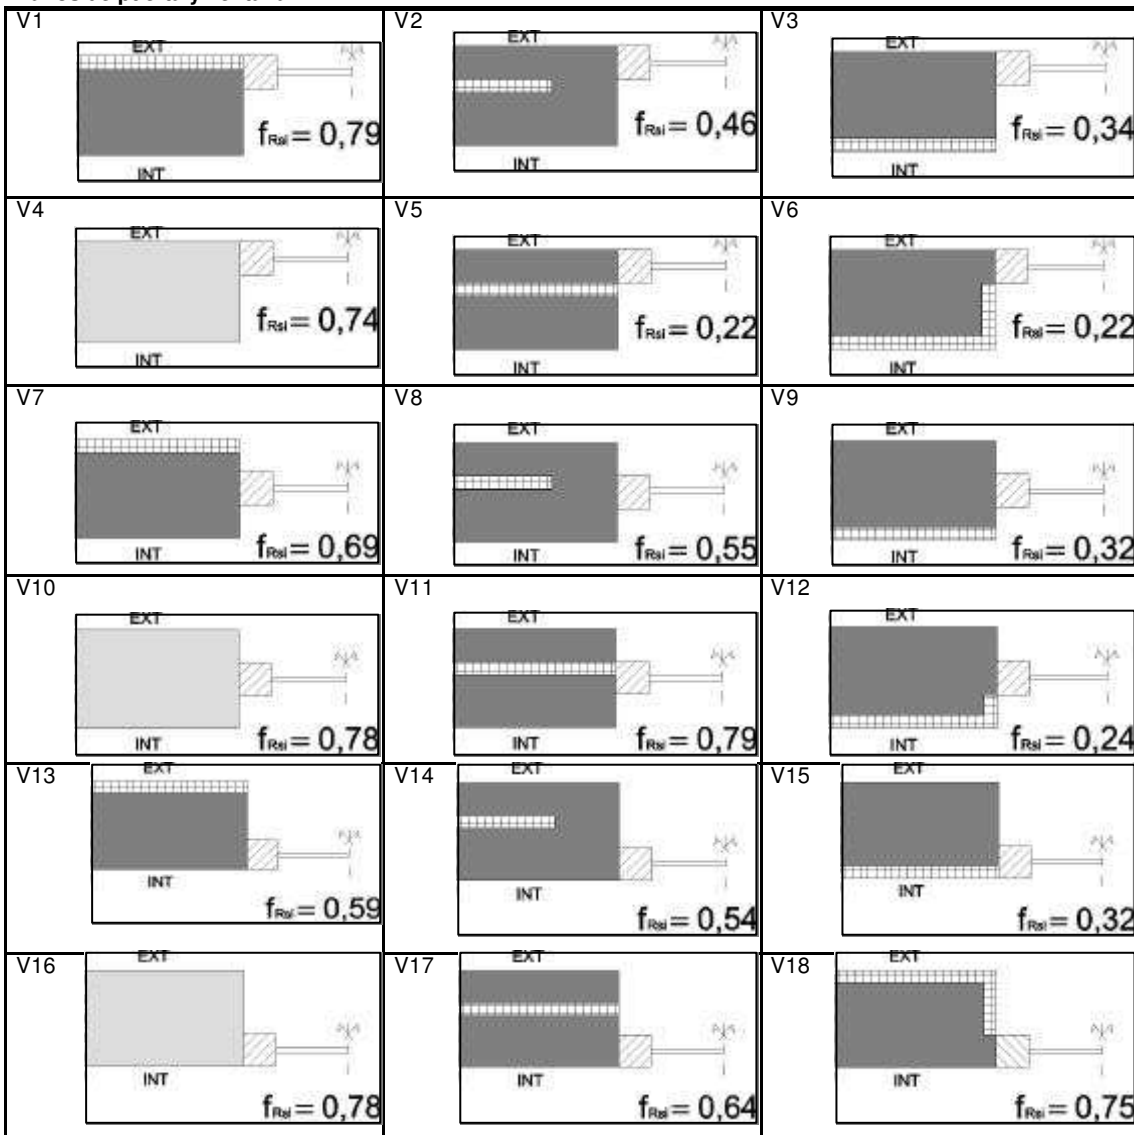 V1
EXT
fRsi = 0,79
INT
V2
EXT
fRsi = 0,46
INT
V3
EXT
fRsi = 0,34
INT
V4
EXT
fRsi = 0,74
INT
V5
EXT
fRsi = 0,22
INT
V6
EXT
fRsi = 0,22
INT
V7
EXT
fRsi = 0,69
INT
V8
EXT
fRsi = 0,55
INT
V9
EXT
fRsi = 0,32
INT
V10
EXT
fRsi = 0,78
INT
V11
EXT
fRsi = 0,79
INT
V12
EXT
fRsi = 0,24
INT
V13
EXT
INT
fRsi = 0,59
V14
EXT
INT
fRsi = 0,54
V15
EXT
INT
fRsi = 0,32
V16
EXT
INT
fRsi = 0,78
V17
EXT
INT
fRsi = 0,64
V18
EXT
INT
fRsi = 0,75